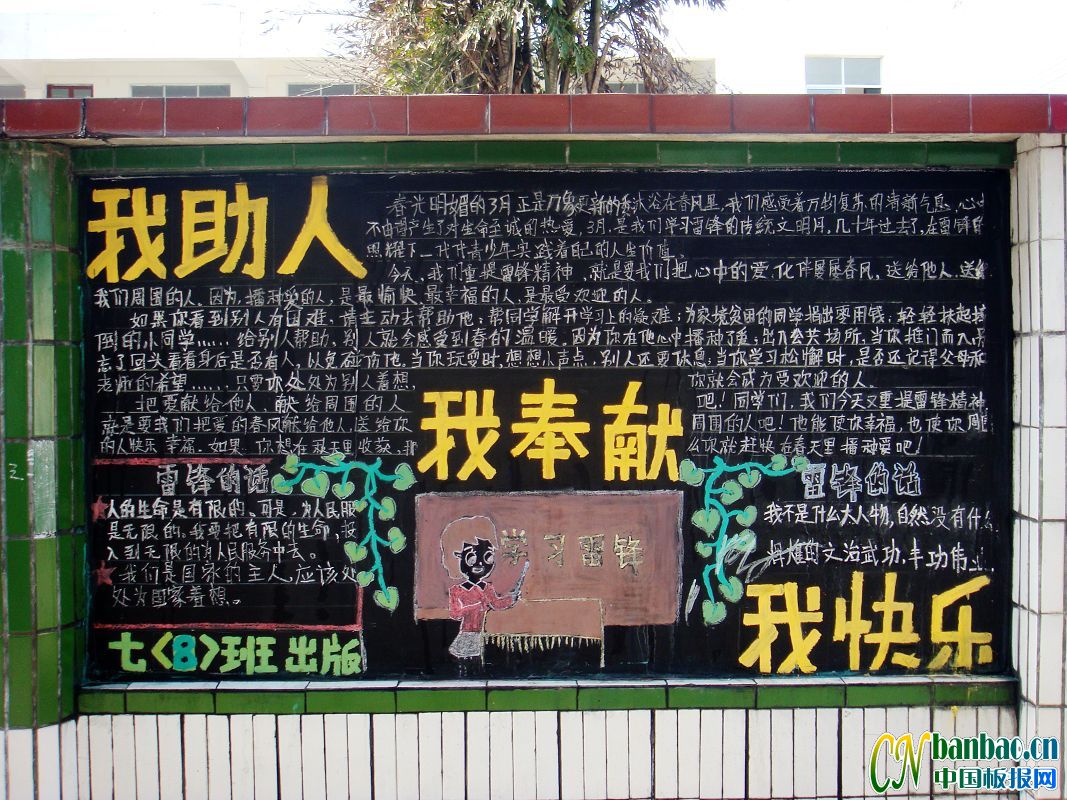 我助人
春光明媚的3月正是万象更新的季沐浴在春风里,我们感受着万物复苏的清新气息,心
不由得产生了对生命至诚的热爱,3月,是我们学习雷锋的传统文明月,几十年过去了,在雷锋的
照耀下一代代青少年实践着自己的人生价值。
今天,我们重提雷锋精神,就是要我们把心中的爱,化作屡屡春风,送给他人,送给
我们周围的人。因为,播种爱的人,是最愉快,最幸福的人,是最受欢迎的人。
如果你看到别人有困难,请主动去帮助他;帮同学解开学习上的疑难;为家境贫困的同学捐出零用钱;轻轻扶起摔
倒的小同学……给别人帮助,别人就会感受到春的温暖。因为你在他心中播种了;出入公共场所,当你推门而入
忘了回头看看身后是否有人,以免碰访他,当你玩耍时,想想小声点,别人还要休息;当你学习松懈时,是否还记得父母和
老师的希望……只要你处处为别人着想,
你就会成为受欢迎的人。
把爱献给他人,献给周围的人
吧!同学们,我们今天又重提雷锋精神
就是要我们把爱的春风献给他人,送给你
周围的人吧!他能使你幸福,也使你周
的人快乐幸福,如果,你想在秋天里收获,那
么你就赶快在春天里播种爱吧!
我奉献
雷锋的话
人的生命是有限的,可是,为人民服
是无限的,我要把有限的生命,投
入到无限的为人民服务中去。
我们是国家的主人,应该处
处为国家着想。
七<8>班出版
学习雷锋
雷锋的话
我不是什么大人物,自然没有什么
辉煌的文治武功,丰功伟业
我快乐
CN banbao.cn
中国板报网